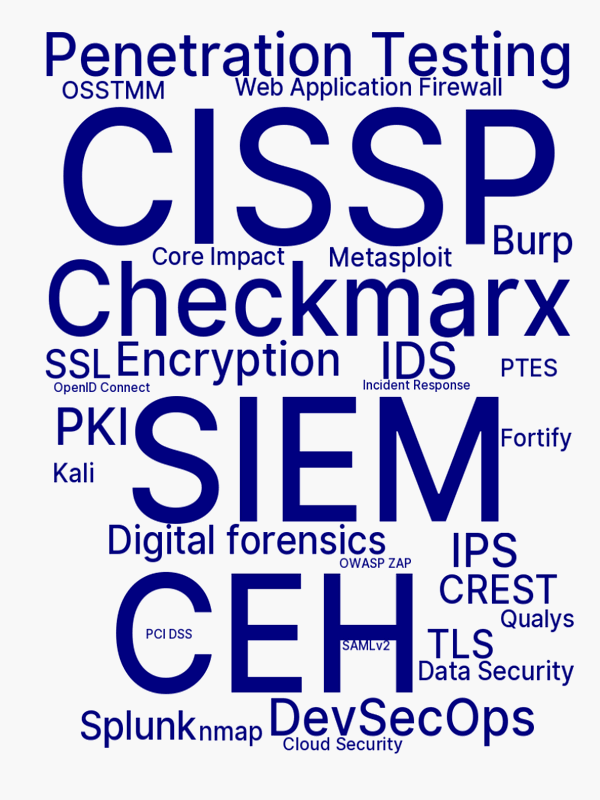 Penetration Testing
OSSTMM
Web Application Firewall
CISSP
Burp
Core Impact
Metasploit
Checkmarx
SSL
Encryption
IDS
PTES
OpenID Connect
Incident Response
PKI
SIEM
Fortify
Kali
Digital forensics
IPS
OWASP ZAP
CEH
CREST
Qualys
PCI DSS
SAMLv2
TLS
Data Security
Splunk
nmap
DevSecOps
Cloud Security